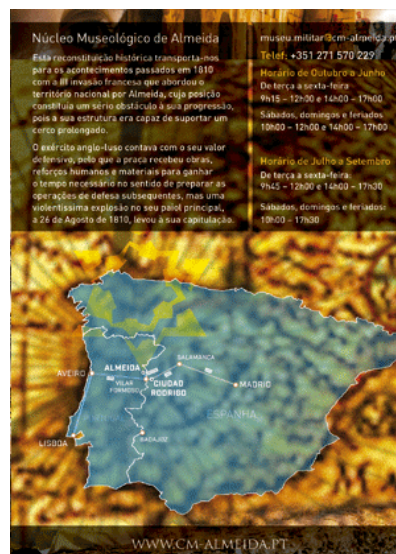 Núcleo Museológico de Almeida
Esta reconstituição histórica transporta-nos
para os acontecimentos passados em 1810
com a III invasão francesa que abordou o
território nacional por Almeida, cuja posição
constituía um sério obstáculo à sua progressão,
pois a sua estrutura era capaz de suportar um
cerco prolongado.
O exército anglo-luso contava com o seu valor
defensivo, pelo que a praça recebeu obras,
reforços humanos e materiais para ganhar
o tempo necessário no sentido de preparar as
operações de defesa subsequentes, mas uma
violentíssima explosão no seu paiol principal,
a 26 de Agosto de 1810, levou à sua capitulação.
museu.militar@cm-almeida.pt
Telef: +351 271 570 229
Horário de Outubro a Junho
De terça a sexta-feira:
9h15 – 12h00 e 14h00 – 17h00
Sábados, domingos e feriados
10h00 – 12h00 e 14h00 – 17h00
Horário de Julho a Setembro
De terça a sexta-feira:
9h45 – 12h00 e 14h00 – 17h30
Sábados, domingos e feriados:
10h00 – 17h30
SALAMANCA
ALMEIDA
AVEIRO
VILAR
FORMOSO
CIUDAD
RODRIGO
MADRID
ESPANHA
LISBOA
BADAJOZ
WWW.CM-ALMEIDA.PT